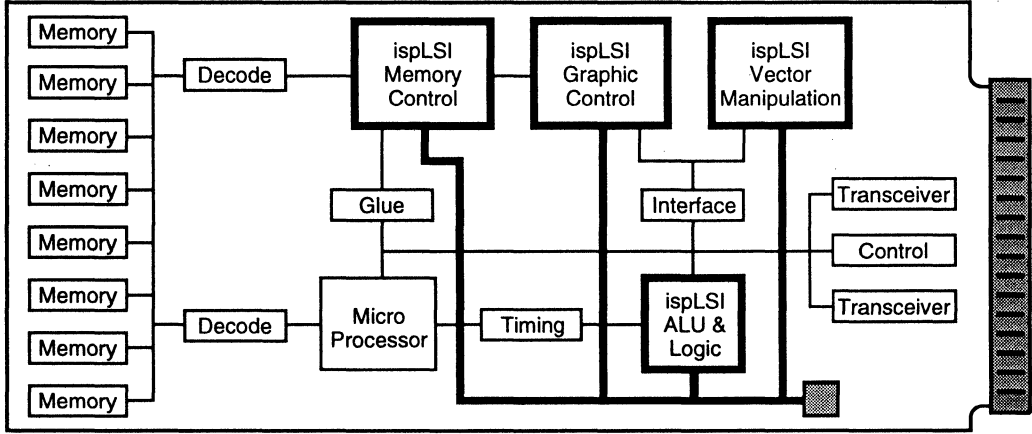 Memory
Memory
Memory
Memory
Memory
Memory
Memory
Memory
Decode
Decode
ispLSI
Memory
Control
ispLSI
Graphic
Control
ispLSI
Vector
Manipulation
Glue
Interface
Transceiver
Control
Transceiver
Micro
Processor
Timing
ispLSI
ALU &
Logic